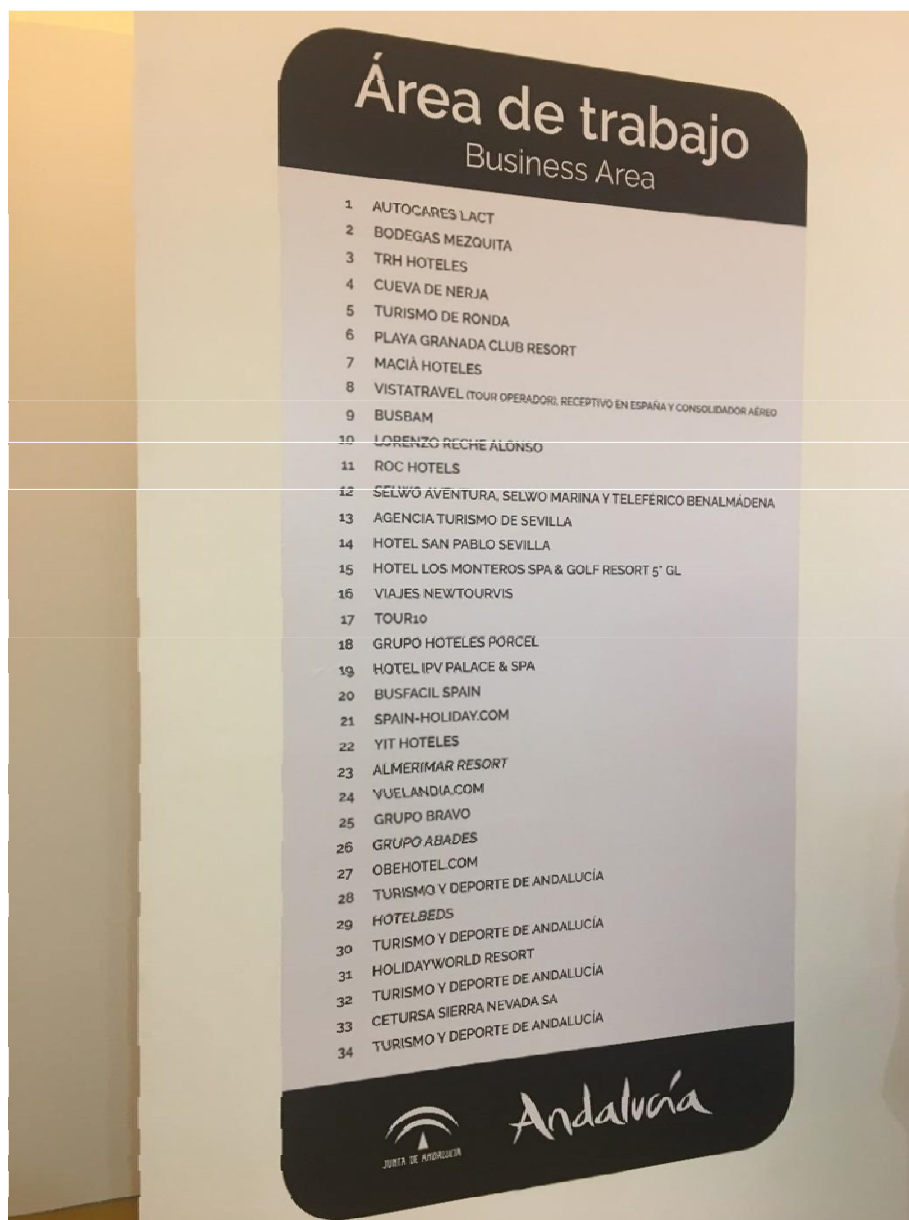 Área de trabajo
Business Area
1 AUTOCARES LACT
2 BODEGAS MEZQUITA
3 TRH HOTELES
4 CUEVA DE NERJA
5 TURISMO DE RONDA
6 PLAYA GRANADA CLUB RESORT
7 MACIÀ HOTELES
8 VISTATRAVEL (TOUR OPERADOR), RECEPTIVO EN ESPAÑA Y CONSOLIDADOR AÉREO
9 BUSBAM
10 LORENZO RECHE ALONSO
11 ROC HOTELS
12 SELWO AVENTURA, SELWO MARINA Y TELEFÉRICO BENALMÁDENA
13 AGENCIA TURISMO DE SEVILLA
14 HOTEL SAN PABLO SEVILLA
15 HOTEL LOS MONTEROS SPA & GOLF RESORT 5* GL
16 VIAJES NEWTOURVIS
17 TOUR10
18 GRUPO HOTELES PORCEL
19 HOTEL IPV PALACE & SPA
20 BUSFACIL SPAIN
21 SPAIN-HOLIDAY.COM
22 YIT HOTELES
23 ALMERIMAR RESORT
24 VUELANDIA.COM
25 GRUPO BRAVO
26 GRUPO ABADES
27 OBEHOTEL.COM
28 TURISMO Y DEPORTE DE ANDALUCÍA
29 HOTELBEDS
30 TURISMO Y DEPORTE DE ANDALUCÍA
31 HOLIDAYWORLD RESORT
32 TURISMO Y DEPORTE DE ANDALUCÍA
33 CETURSA SIERRA NEVADA SA
34 TURISMO Y DEPORTE DE ANDALUCÍA
JUNTA DE ANDALUCIA
Andalucía